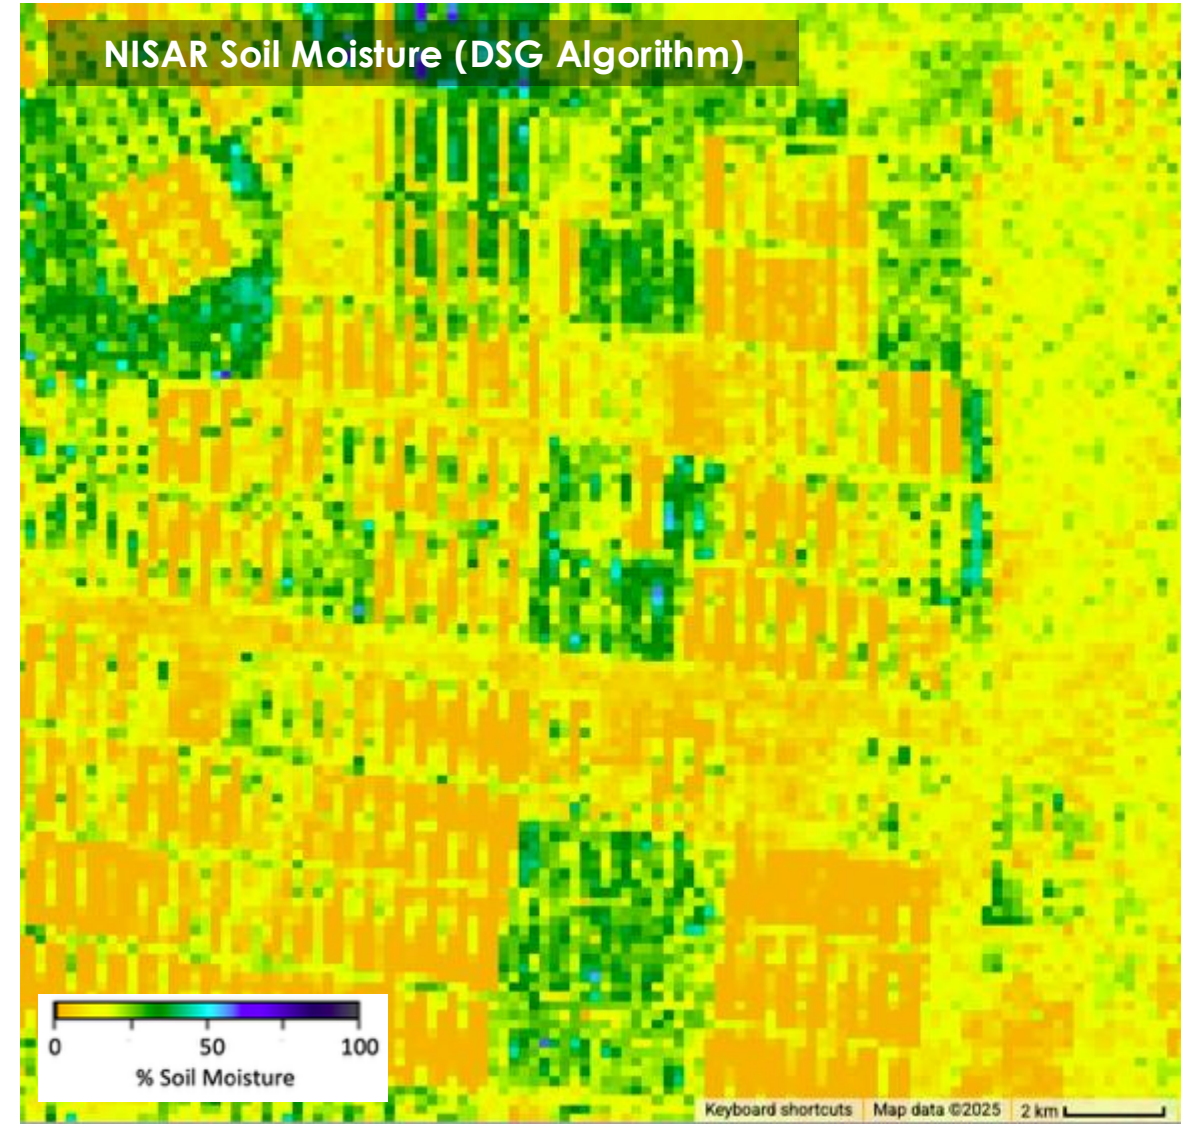 NISAR Soil Moisture (DSG Algorithm)
0 50 100
% Soil Moisture
Keyboard shortcuts Map data ©2025 2 km